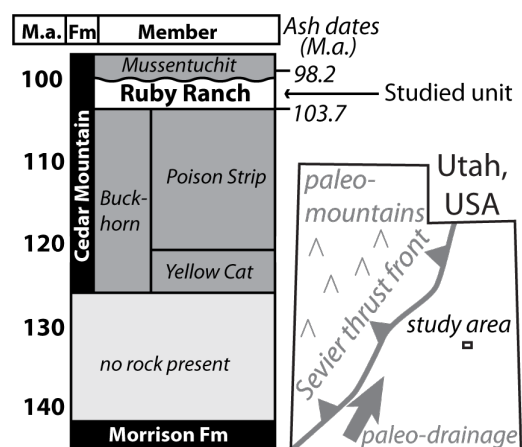 M.a. Fm Member Ash dates
(M.a.)
Mussentuchit
100
98.2
Ruby Ranch
Studied unit
103.7
Cedar Mountain
110
Poison Strip
Buck-
horn
120
Yellow Cat
130
no rock present
140
Morrison Fm
Utah,
USA
paleo-
mountains
Sevier thrust front
study area
paleo-drainage